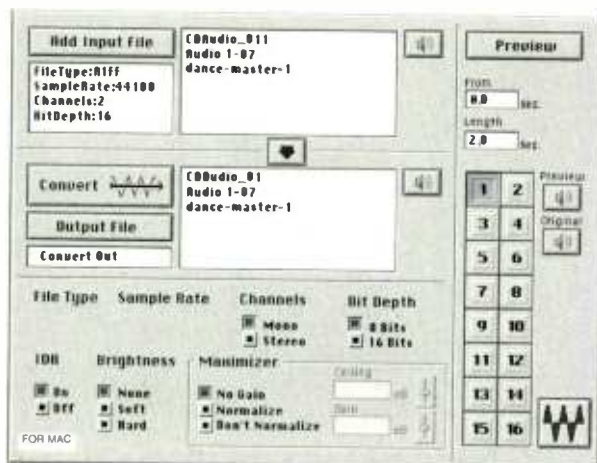 Add Input File
FileType:AIFF
SampleRate:44100
Channels:2
BitDepth:16
CDAudio_011
Audio 1-07
dance-master-1
Convert
Output File
Convert Out
CDAudio_01
Audio 1-07
dance-master-1
File Type Sample Rate Channels Bit Depth
Mono
Stereo
8 Bits
16 Bits
IDR Brightness Maximizer
On
Off
None
Soft
Hard
No Gain
Normalize
Don't Normalize
Ceiling
dB
Gain
dB
FOR MAC
Preview
From
0.0 sec.
Length
2.0 sec.
1 2
3 4
5 6
7 8
9 10
11 12
13 14
15 16
Preview
Original